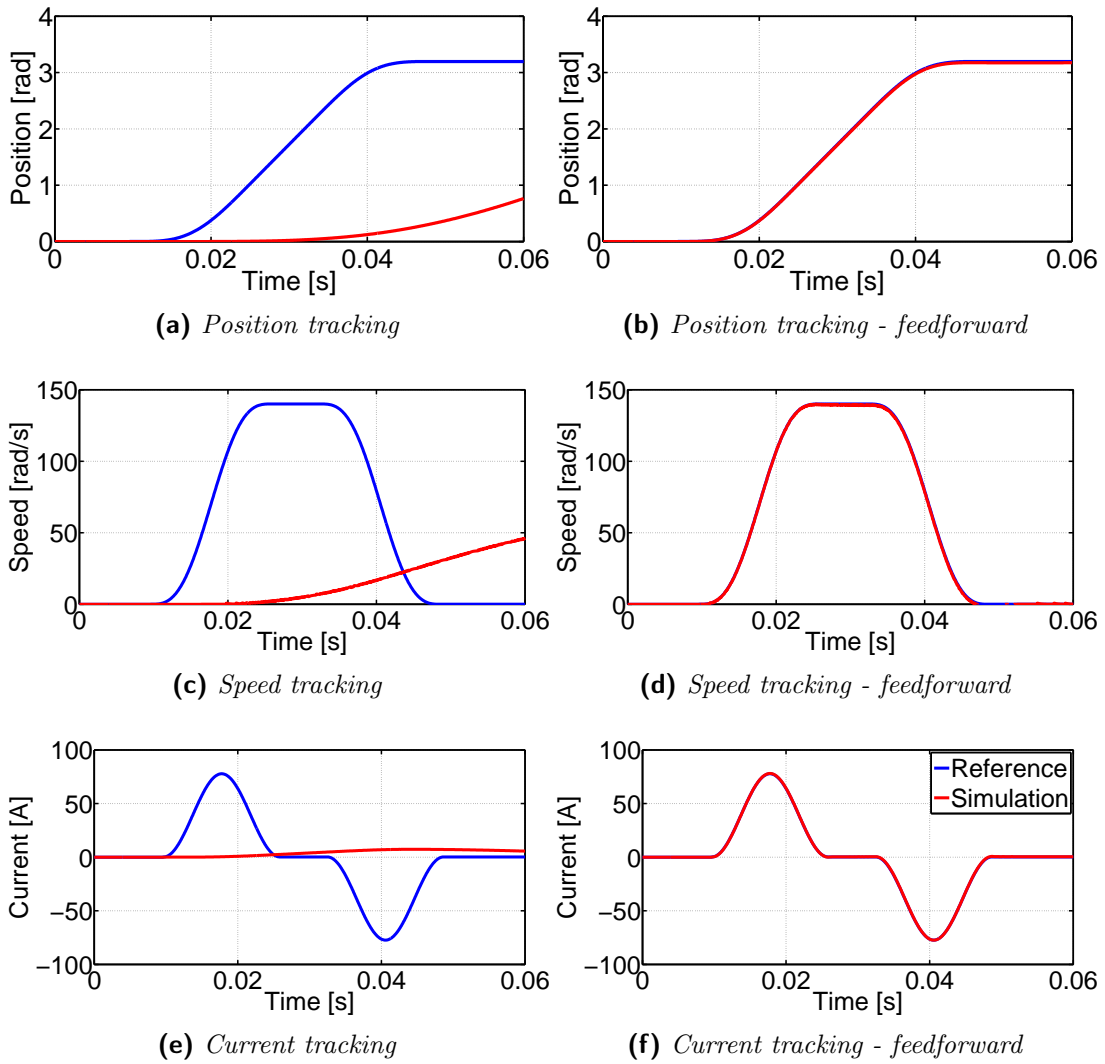 4
3
2
1
0
Position [rad]
0 0.02 0.04 0.06
Time [s]
(a) Position tracking
4
3
2
1
0
Position [rad]
0 0.02 0.04 0.06
Time [s]
(b) Position tracking - feedforward
150
100
50
0
Speed [rad/s]
0 0.02 0.04 0.06
Time [s]
(c) Speed tracking
150
100
50
0
Speed [rad/s]
0 0.02 0.04 0.06
Time [s]
(d) Speed tracking - feedforward
100
50
0
−50
−100
Current [A]
0 0.02 0.04 0.06
Time [s]
(e) Current tracking
100
50
0
−50
−100
Current [A]
Reference
Simulation
0 0.02 0.04 0.06
Time [s]
(f) Current tracking - feedforward